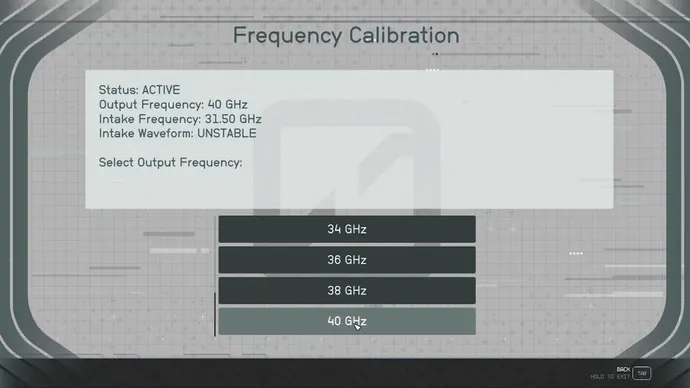 Frequency Calibration
Status: ACTIVE
Output Frequency: 40 GHz
Intake Frequency: 31.50 GHz
Intake Waveform: UNSTABLE
Select Output Frequency:
34 GHz
36 GHz
38 GHz
40 GHz
BACK
HOLD TO EXIT
TAB